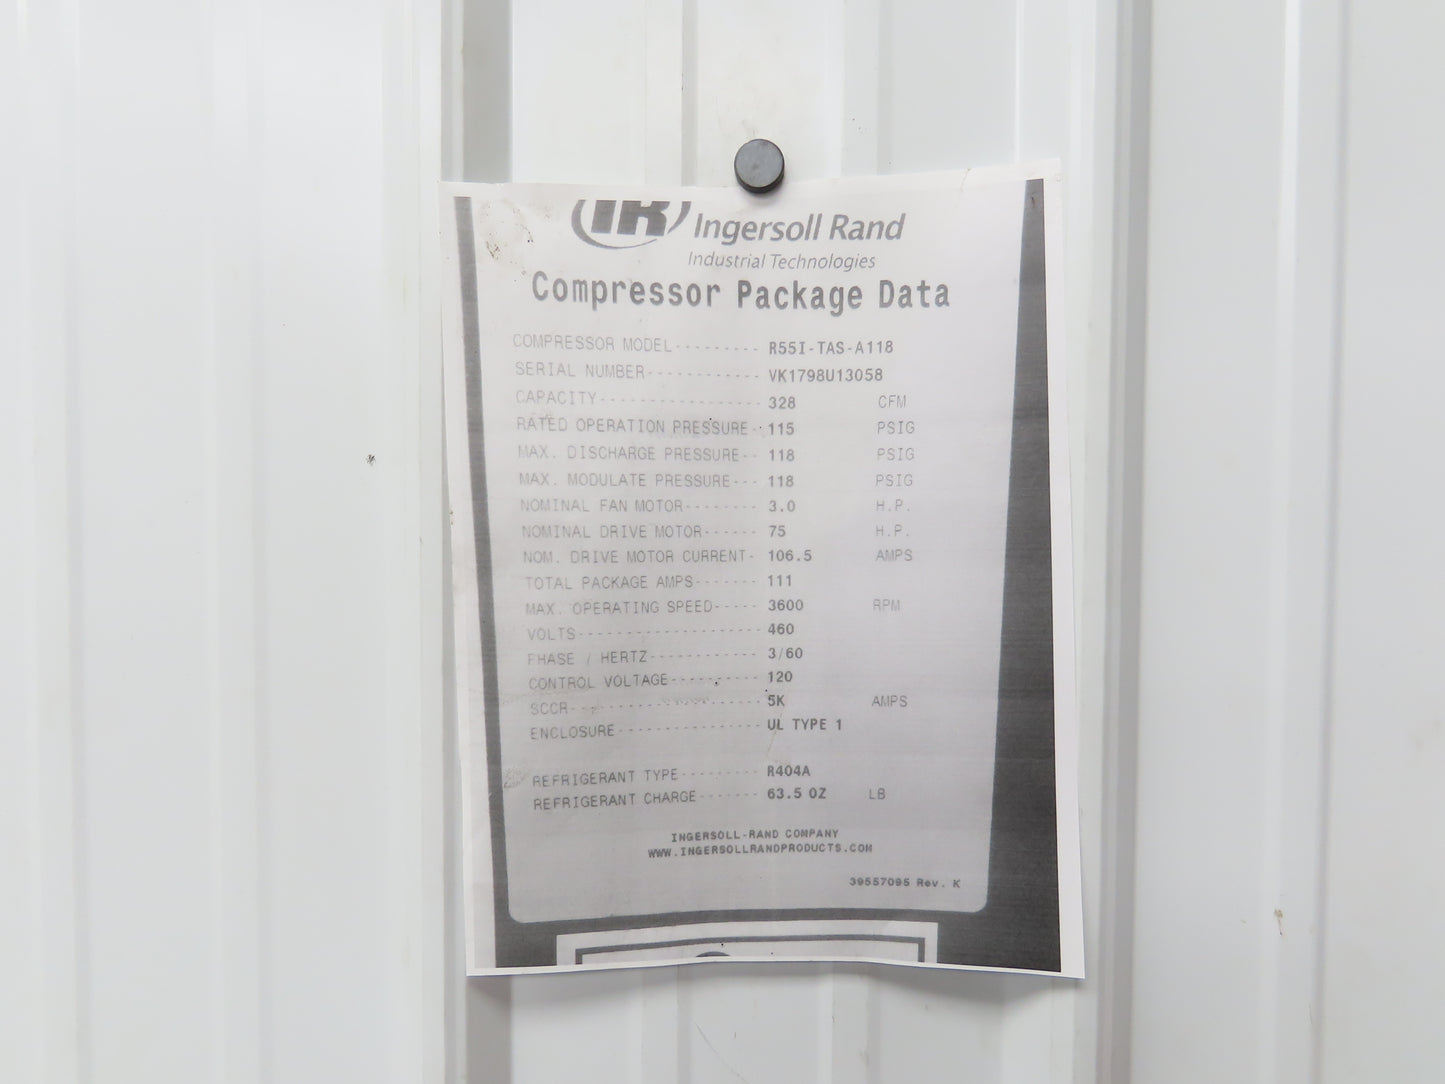 IR Ingersoll Rand
Industrial Technologies
Compressor Package Data
COMPRESSOR MODEL--------- R55I-TAS-A118
SERIAL NUMBER------------ VK1798U13058
CAPACITY----------------- 328 CFM
RATED OPERATION PRESSURE-- 115 PSIG
MAX. DISCHARGE PRESSURE-- 118 PSIG
MAX. MODULATE PRESSURE--- 118 PSIG
NOMINAL FAN MOTOR-------- 3.0 H.P.
NOMINAL DRIVE MOTOR------ 75 H.P.
NOM. DRIVE MOTOR CURRENT- 106.5 AMPS
TOTAL PACKAGE AMPS------- 111
MAX. OPERATING SPEED----- 3600 RPM
VOLTS-------------------- 460
PHASE / HERTZ------------ 3/60
CONTROL VOLTAGE---------- 120
SCCR--------------------- 5K AMPS
ENCLOSURE---------------- UL TYPE 1
REFRIGERANT TYPE--------- R404A
REFRIGERANT CHARGE------- 63.5 OZ LB
INGERSOLL-RAND COMPANY
WWW.INGERSOLLRANDPRODUCTS.COM
39557095 Rev. K